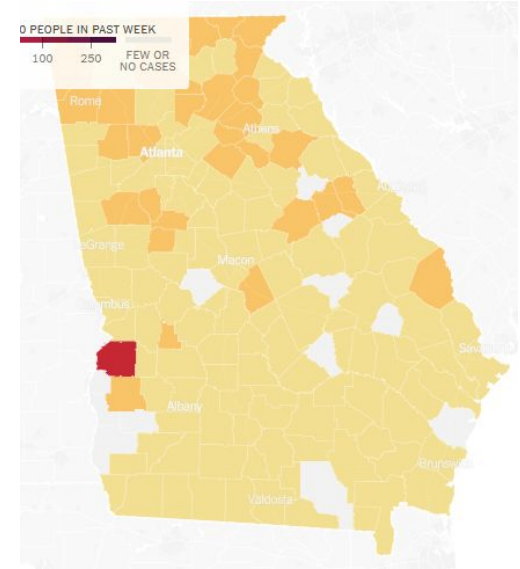 0 PEOPLE IN PAST WEEK
100 250 FEW OR
NO CASES
Rome
Athens
Atlanta
Augusta
LaGrange
Macon
Columbus
Savannah
Albany
Brunswick
Valdosta